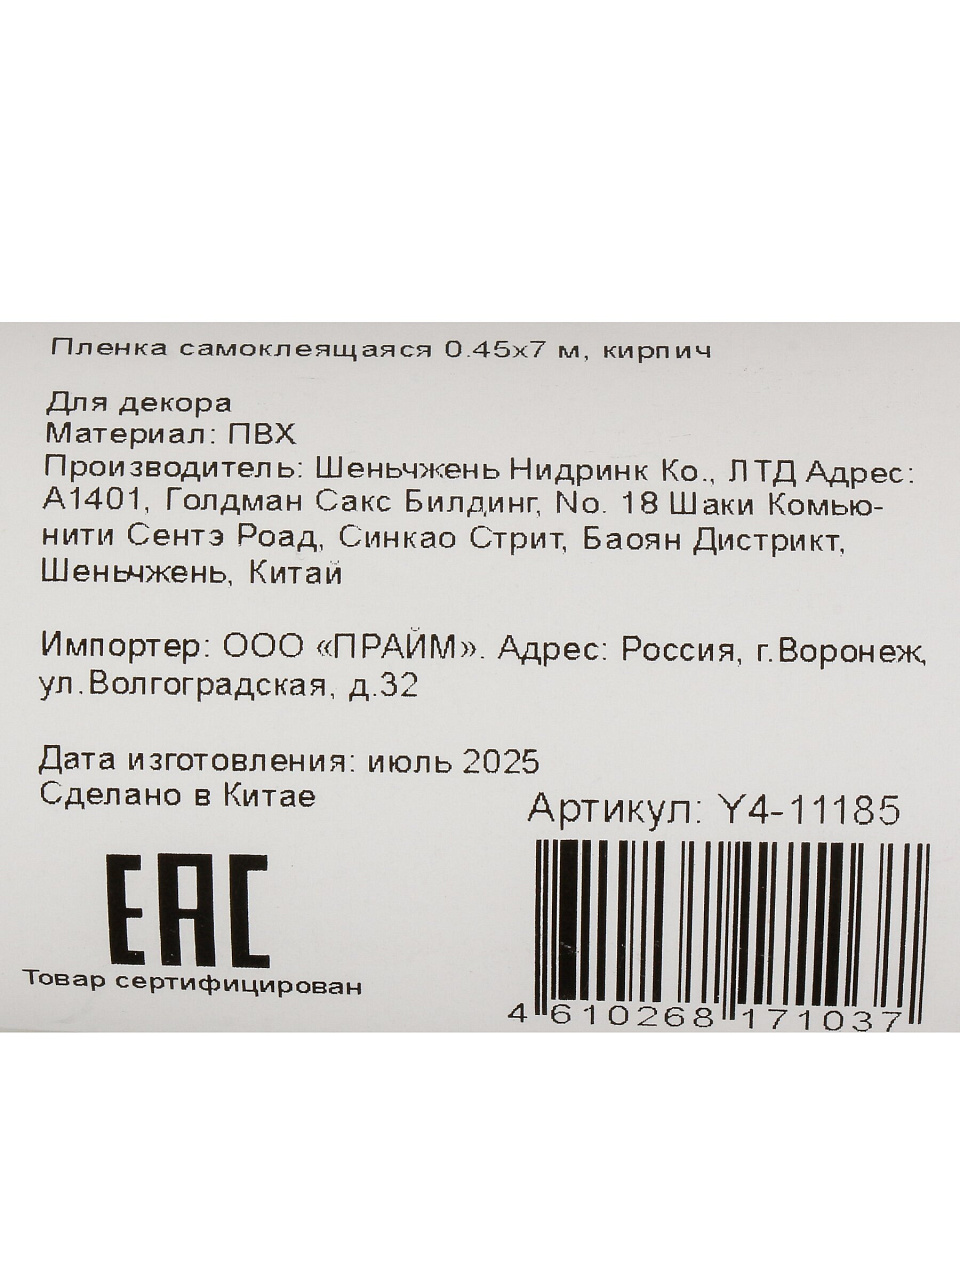 Пленка самоклеящаяся 0.45х7 м, кирпич
Для декора
Материал: ПВХ
Производитель: Шеньчжень Нидринк Ко., ЛТД Адрес:
А1401, Голдман Сакс Билдинг, No. 18 Шаки Комью-
нити Сентэ Роад, Синкао Стрит, Баоян Дистрикт,
Шеньчжень, Китай
Импортер: ООО «ПРАЙМ». Адрес: Россия, г.Воронеж,
ул.Волгоградская, д.32
Дата изготовления: июль 2025
Сделано в Китае
Артикул: Y4-11185
EAC
Товар сертифицирован
4 610268 171037